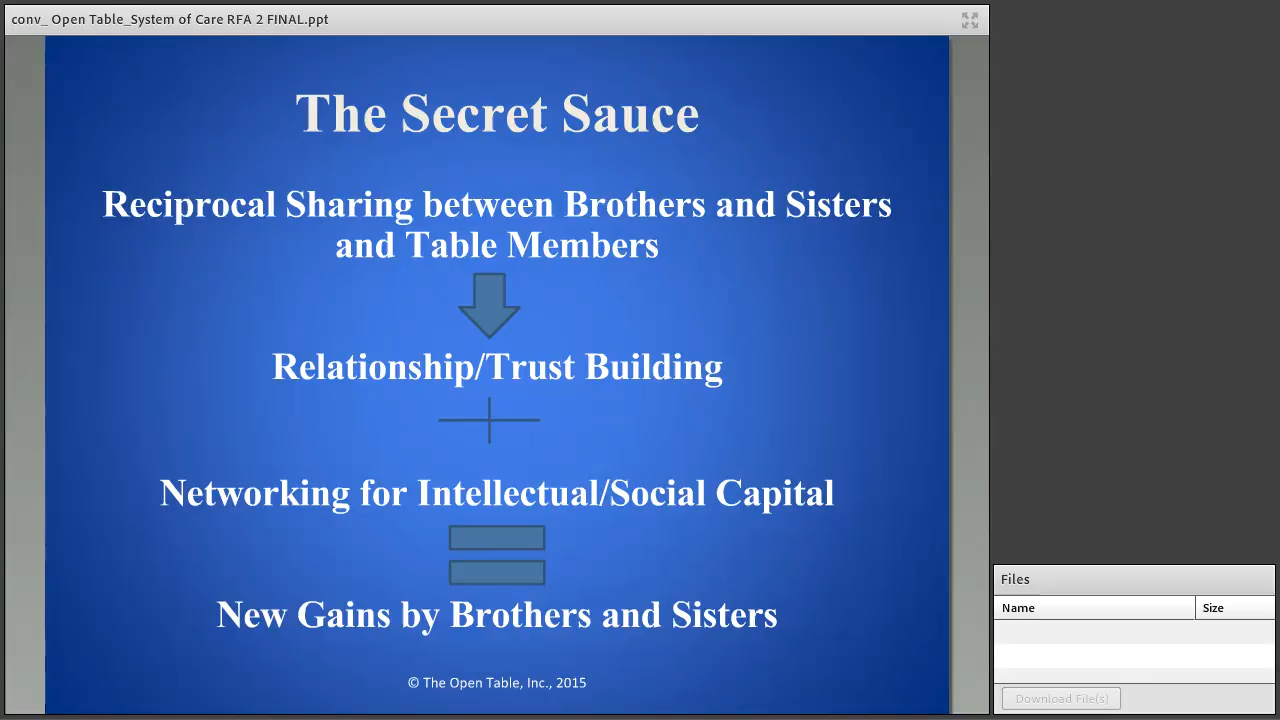 conv_ Open Table_System of Care RFA 2 FINAL.ppt
The Secret Sauce
Reciprocal Sharing between Brothers and Sisters
and Table Members
Relationship/Trust Building
Networking for Intellectual/Social Capital
New Gains by Brothers and Sisters
© The Open Table, Inc., 2015
Files
Name Size
Download File(s)